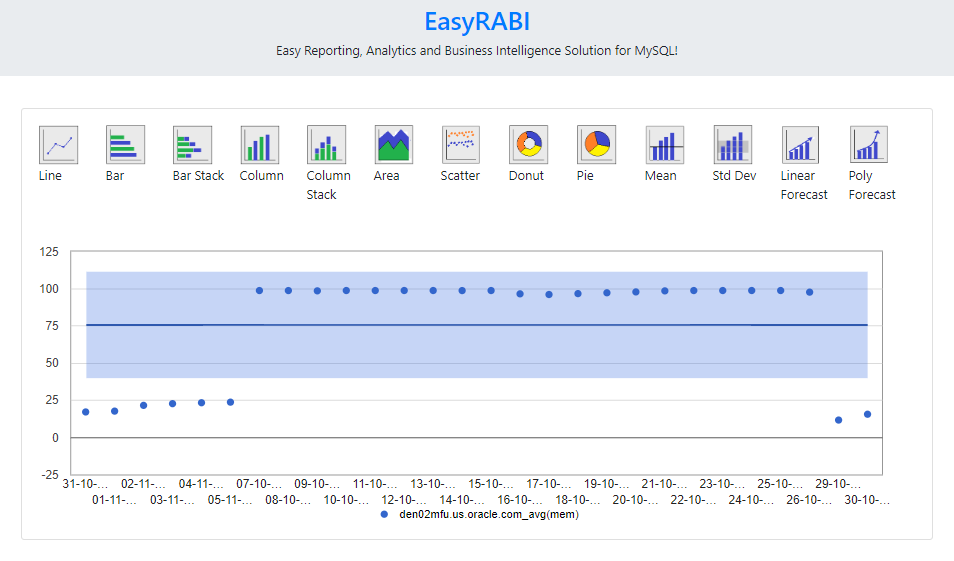 EasyRABI
Easy Reporting, Analytics and Business Intelligence Solution for MySQL!
Line Bar Bar Stack Column Column Stack Area Scatter Donut Pie Mean Std Dev Linear Forecast Poly Forecast
125
100
75
50
25
0
-25
31-10-... 02-11-... 04-11-... 07-10-... 09-10-... 11-10-... 13-10-... 15-10-... 17-10-... 19-10-... 21-10-... 23-10-... 25-10-... 29-10-...
01-11-... 03-11-... 05-11-... 08-10-... 10-10-... 12-10-... 14-10-... 16-10-... 18-10-... 20-10-... 22-10-... 24-10-... 26-10-... 30-10-...
den02mfu.us.oracle.com_avg(mem)